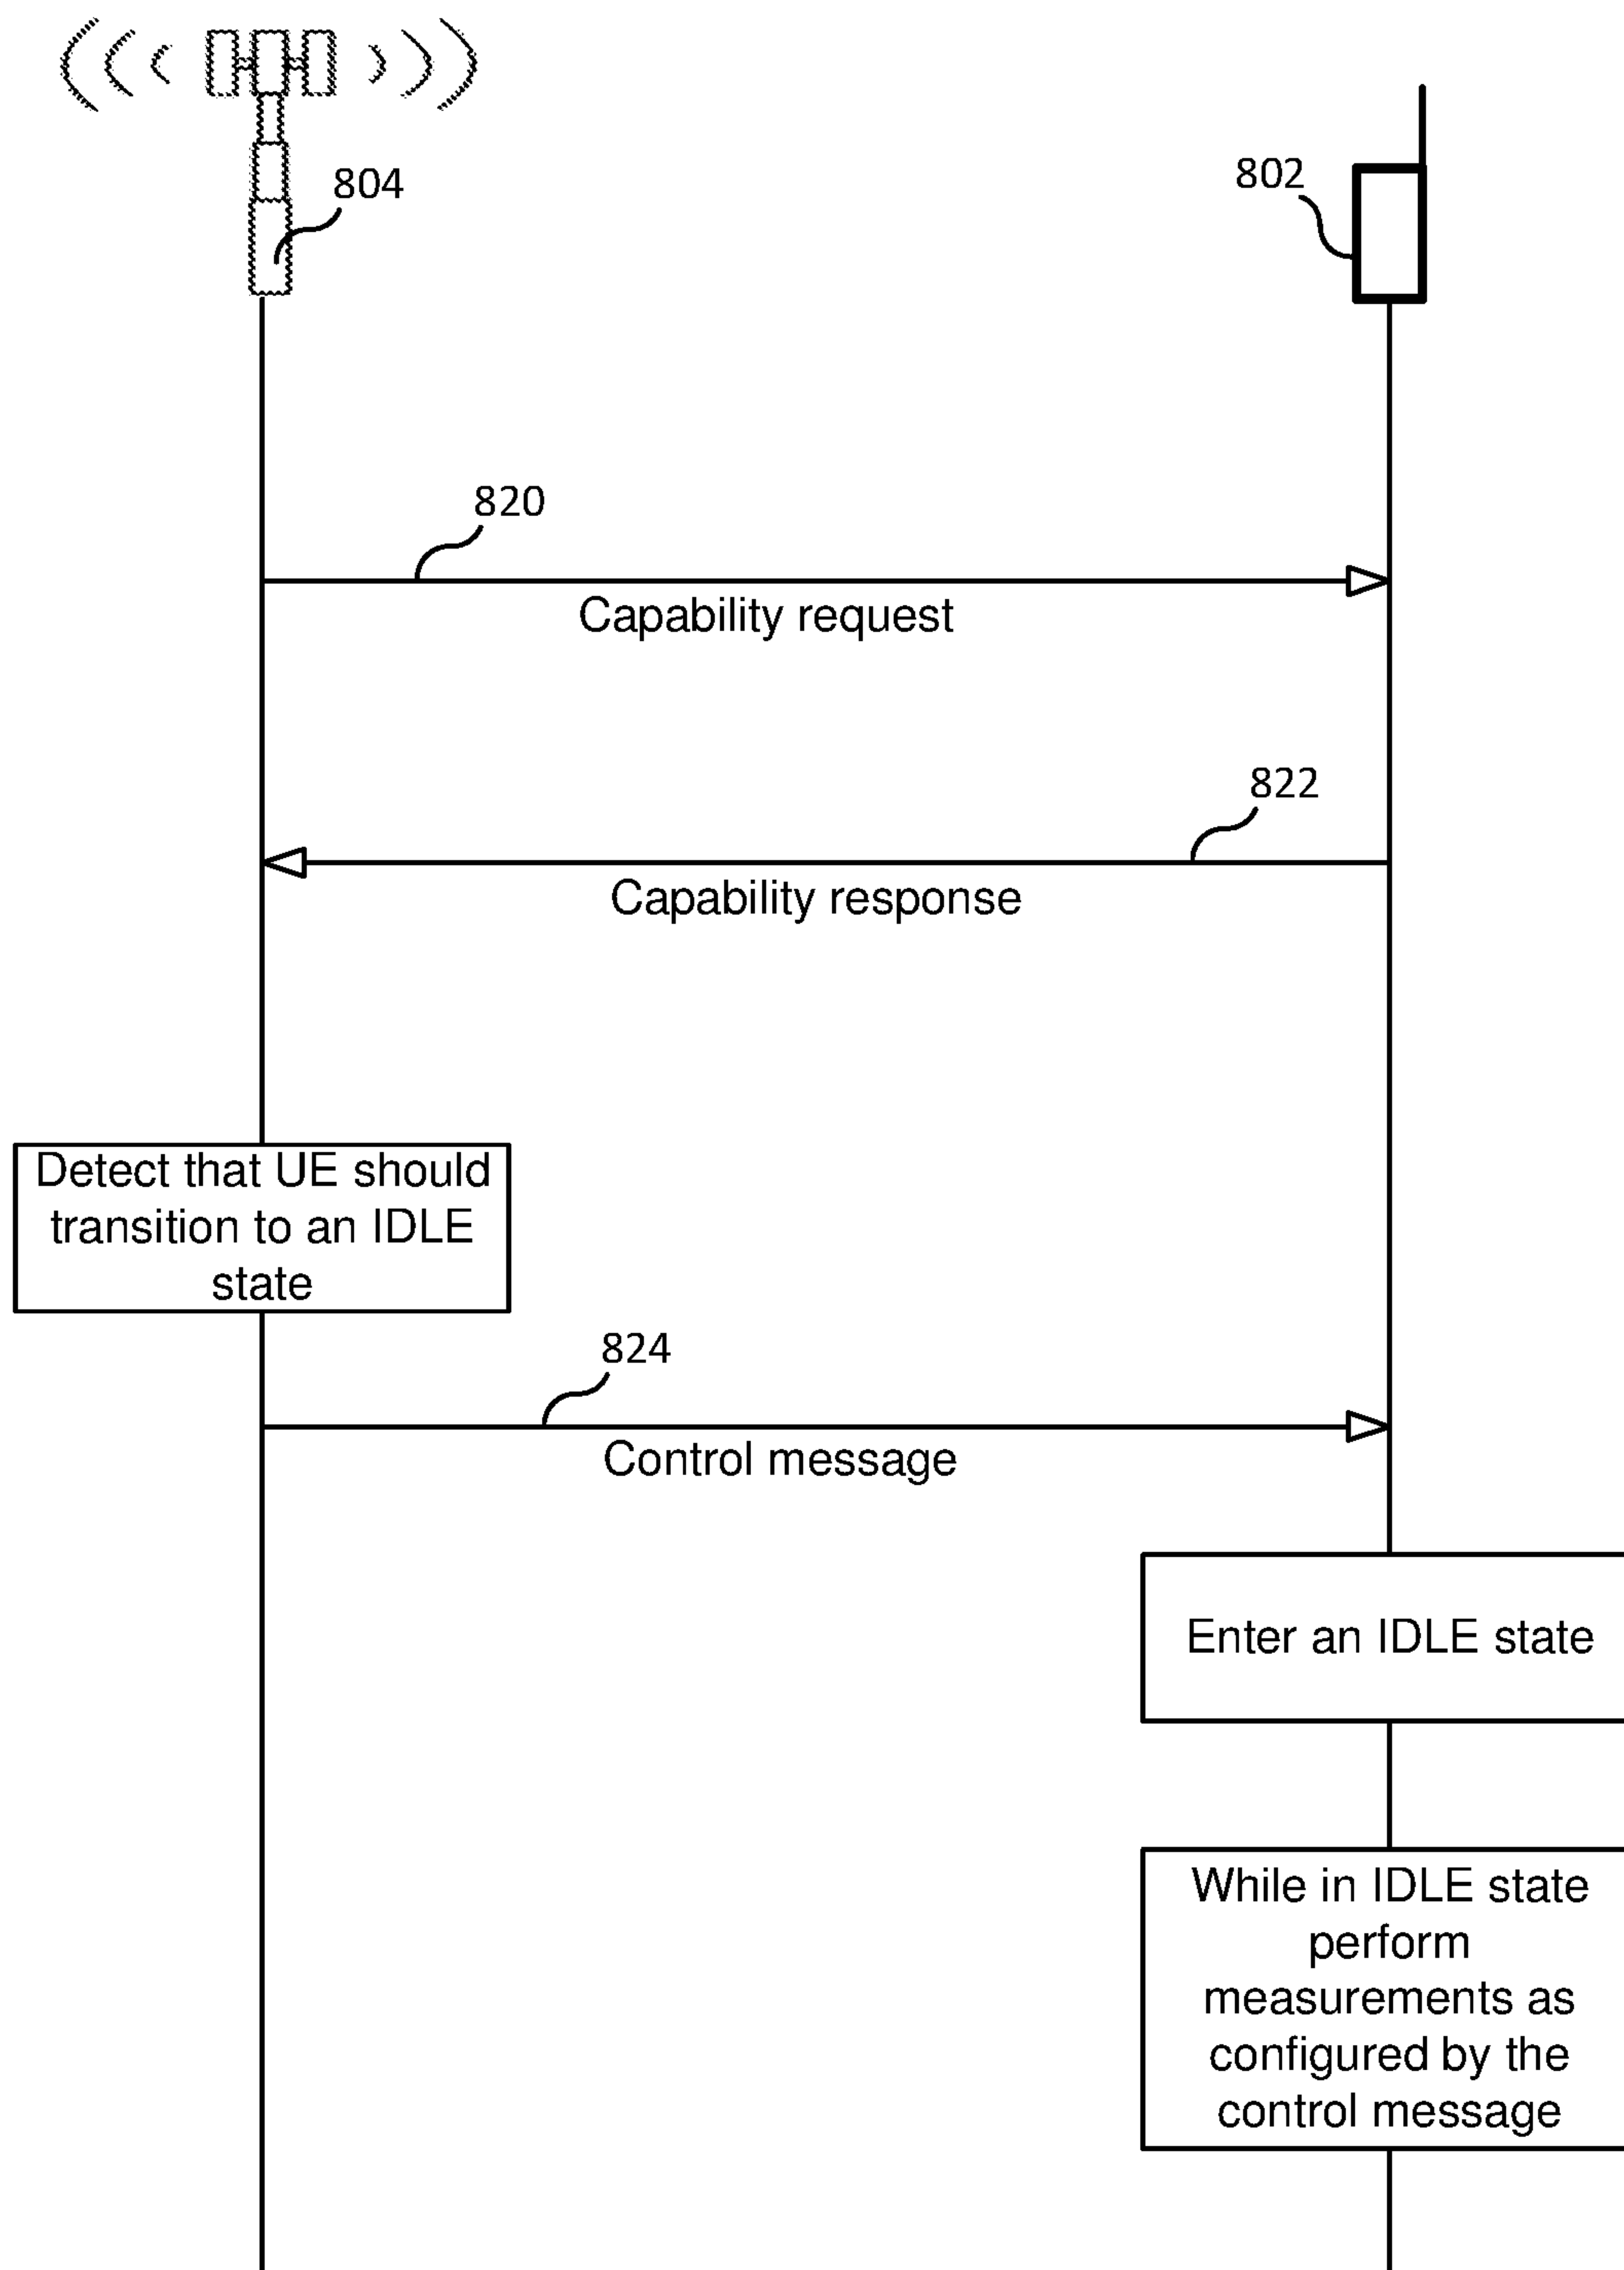 804
802
820
Capability request
822
Capability response
Detect that UE should
transition to an IDLE
state
824
Control message
Enter an IDLE state
While in IDLE state
perform
measurements as
configured by the
control message